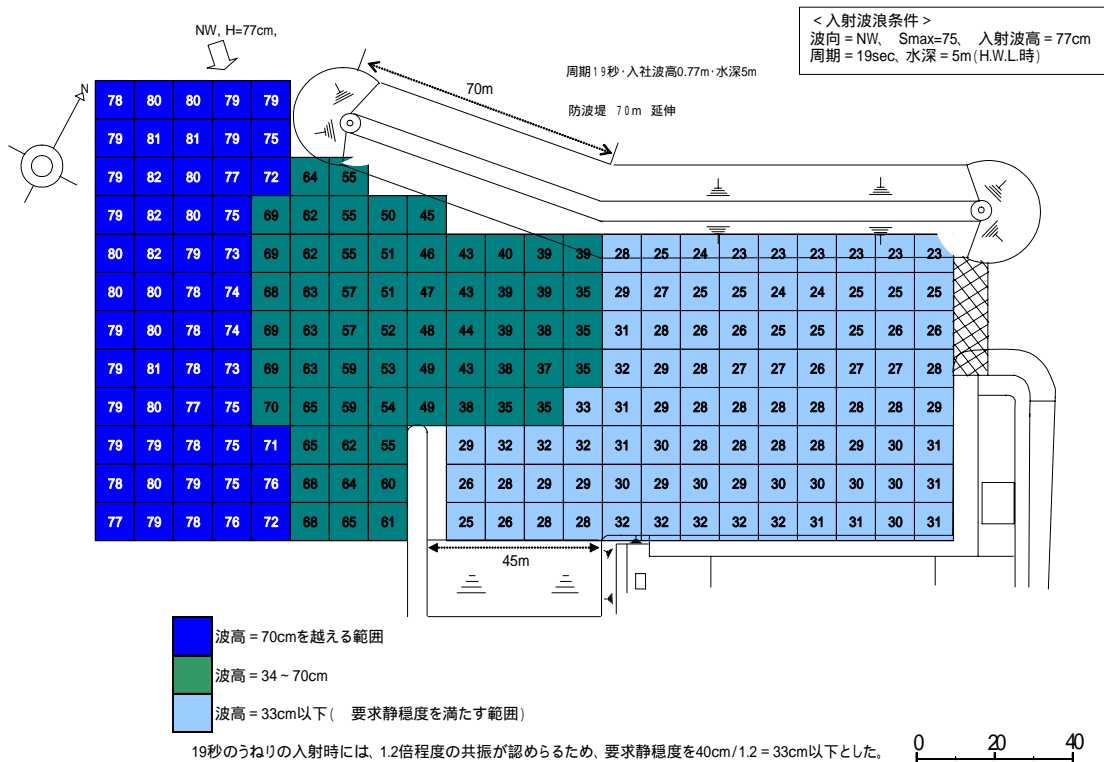 NW, H=77cm,
<入射波浪条件>
波向=NW、 Smax=75、 入射波高=77cm
周期=19sec、水深=5m(H.W.L.時)
周期19秒・入社波高0.77m・水深5m
70m
防波堤 70m 延伸
N
78 80 80 79 79
79 81 81 79 75
79 82 80 77 72 64 55
79 82 80 75 69 62 55 50 45
80 82 79 73 69 62 55 51 46 43 40 39 39 28 25 24 23 23 23 23 23 23
80 80 78 74 68 63 57 51 47 43 39 39 35 29 27 25 25 24 24 25 25 25
79 80 78 74 69 63 57 52 48 44 39 38 35 31 28 26 26 25 25 25 26 26
79 81 78 73 69 63 59 53 49 43 38 37 35 32 29 28 27 27 26 27 27 28
79 80 77 75 70 65 59 54 49 38 35 35 33 31 29 28 28 28 28 28 28 29
79 79 78 75 71 65 62 55 29 32 32 32 31 30 28 28 28 28 28 29 30 31
78 80 79 75 76 68 64 60 26 28 29 29 30 29 30 29 30 30 30 30 31
77 79 78 76 72 68 65 61 25 26 28 28 32 32 32 32 32 31 31 30 31
45m
波高=70cmを越える範囲
波高=34~70cm
波高=33cm以下( 要求静穏度を満たす範囲)
19秒のうねりの入射時には、1.2倍程度の共振が認めらるため、要求静穏度を40cm/1.2=33cm以下とした。
0 20 40